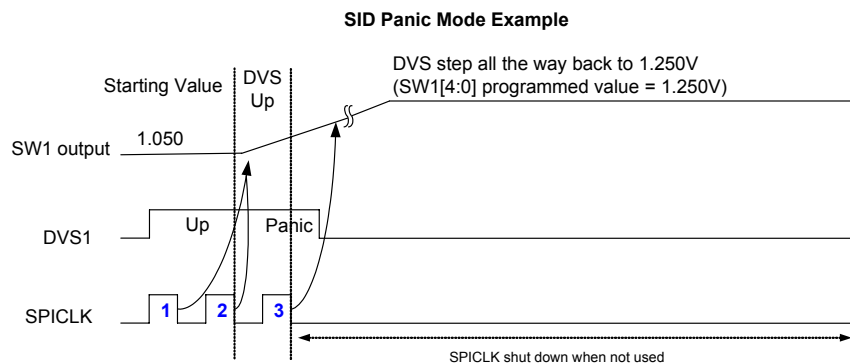 SID Panic Mode Example
DVS step all the way back to 1.250V
(SW1[4:0] programmed value = 1.250V)
Starting Value
DVS
Up
SW1 output
1.050
DVS1
Up
Panic
SPICLK
1
2
3
SPICLK shut down when not used